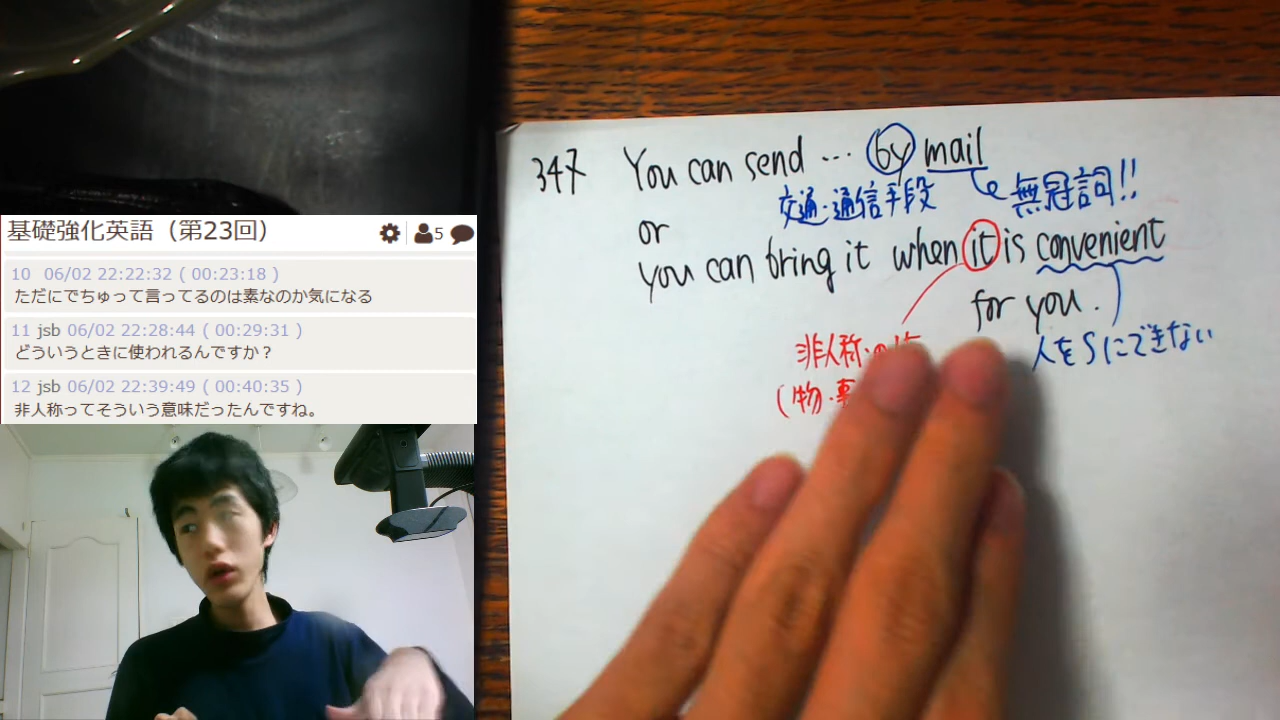 基礎強化英語（第23回）
5
10 06/02 22:22:32 ( 00:23:18 )
ただにでちゅって言ってるのは素なのか気になる
11 jsb 06/02 22:28:44 ( 00:29:31 )
どういうときに使われるんですか？
12 jsb 06/02 22:39:49 ( 00:40:35 )
非人称ってそういう意味だったんですね。
347 You can send … by mail
交通・通信手段
無冠詞!!
or
you can bring it when it is convenient
for you.
非人称の
人をSにできない
(物・事